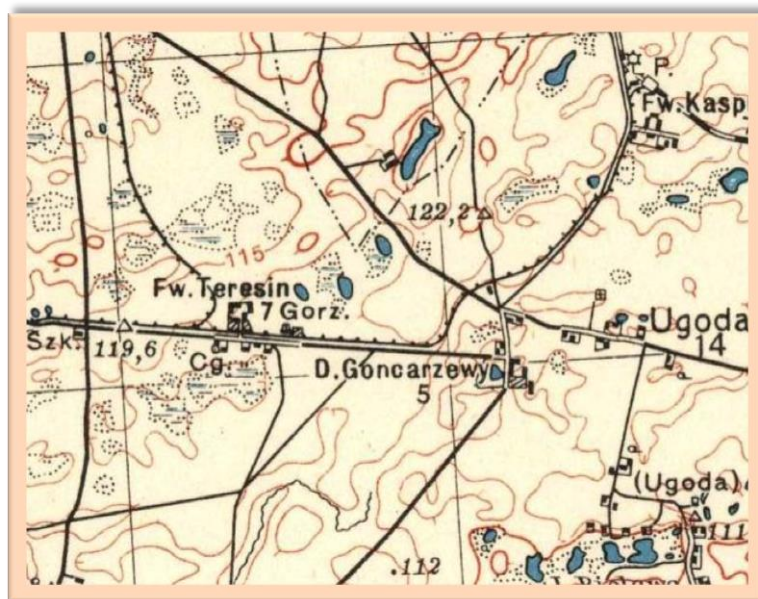 P.
Fw. Kasp
122,2
115
Fw. Teresin
7 Gorz.
Ugoda
14
Szk.
119,6
Cg.
D. Goncarzewy
5
(Ugoda)
111
.112